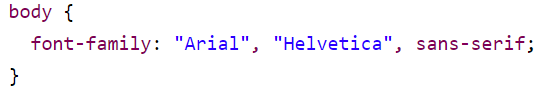 body {
  font-family: "Arial", "Helvetica", sans-serif;
}